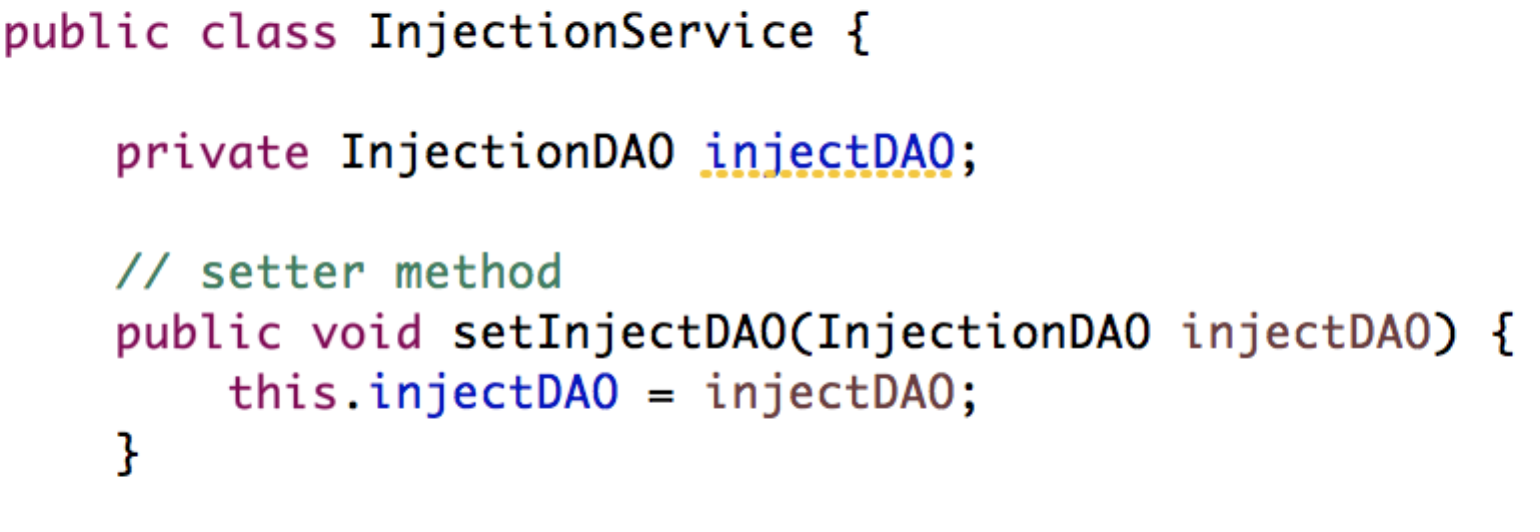 public class InjectionService {
private InjectionDAO injectDAO;
// setter method
public void setInjectDAO(InjectionDAO injectDAO) {
this.injectDAO = injectDAO;
}